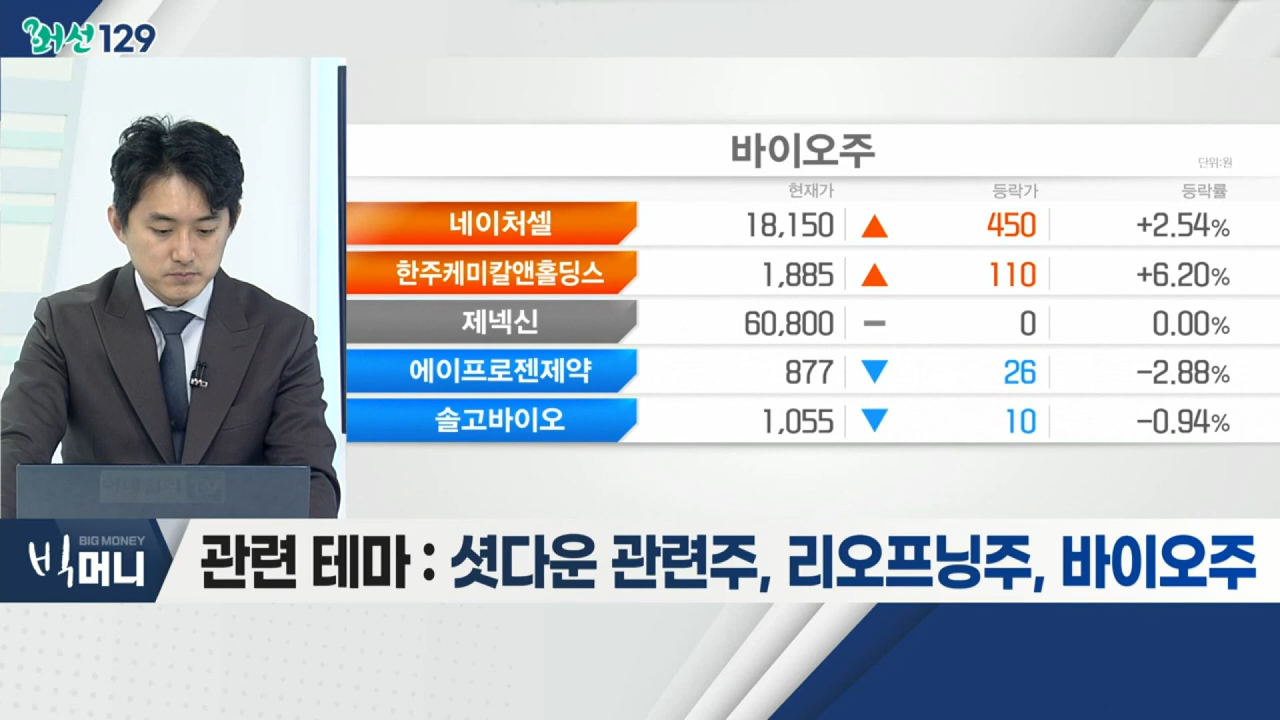 머선129
바이오주
단위:원
현재가 등락가 등락률
네이처셀 18,150 ▲ 450 +2.54%
한주케미칼앤홀딩스 1,885 ▲ 110 +6.20%
제넥신 60,800 – 0 0.00%
에이프로젠제약 877 ▼ 26 -2.88%
솔고바이오 1,055 ▼ 10 -0.94%
BIG MONEY
빅머니
관련 테마 : 셧다운 관련주, 리오프닝주, 바이오주